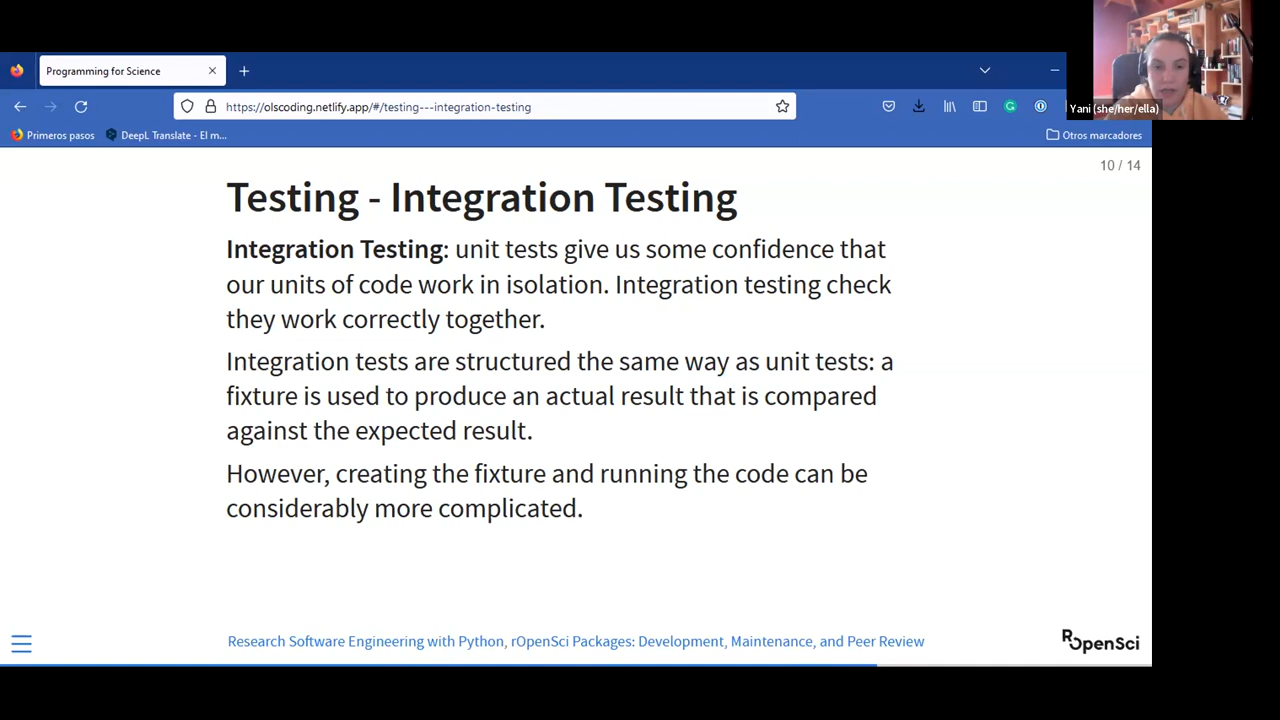 Programming for Science
https://olscoding.netlify.app/#/testing---integration-testing
Yani (she/her/ella)
Primeros pasos
DeepL Translate - El m...
Otros marcadores
10 / 14
Testing - Integration Testing
Integration Testing: unit tests give us some confidence that
our units of code work in isolation. Integration testing check
they work correctly together.
Integration tests are structured the same way as unit tests: a
fixture is used to produce an actual result that is compared
against the expected result.
However, creating the fixture and running the code can be
considerably more complicated.
Research Software Engineering with Python, rOpenSci Packages: Development, Maintenance, and Peer Review
ROpenSci